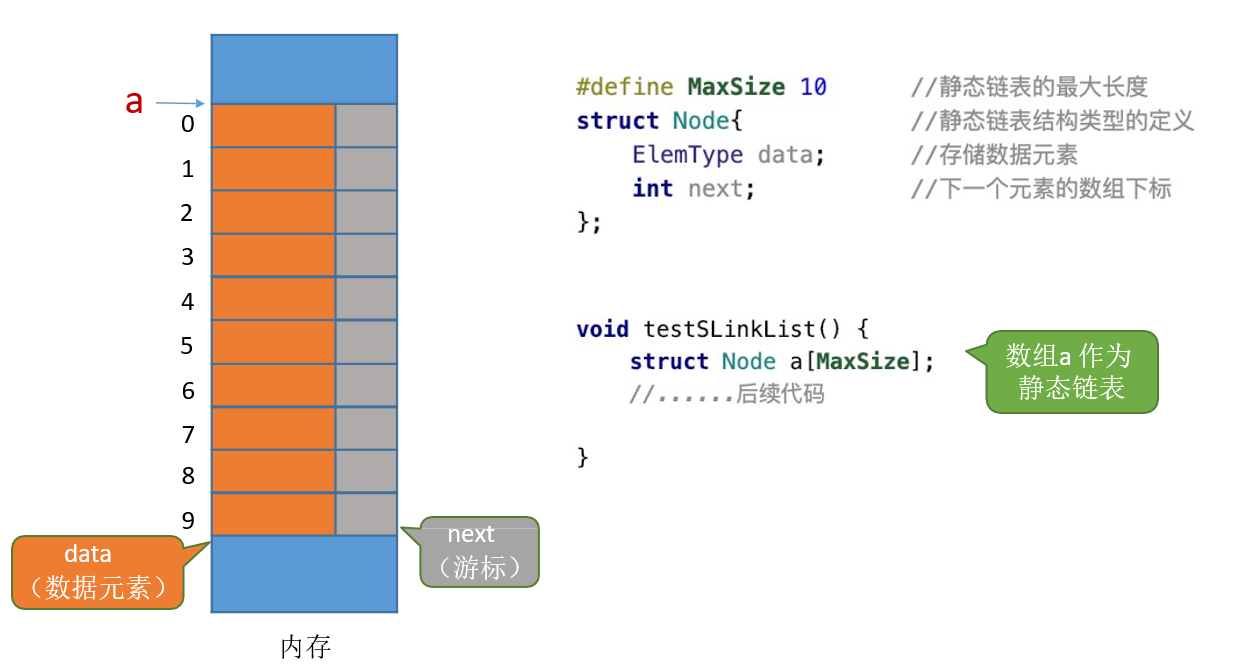 a
0
1
2
3
4
5
6
7
8
9
data
（数据元素）
next
（游标）
内存
#define MaxSize 10 //静态链表的最大长度
struct Node{ //静态链表结构类型的定义
ElemType data; //存储数据元素
int next; //下一个元素的数组下标
};
void testSLinkList() {
struct Node a[MaxSize];
//......后续代码
}
数组a 作为
静态链表